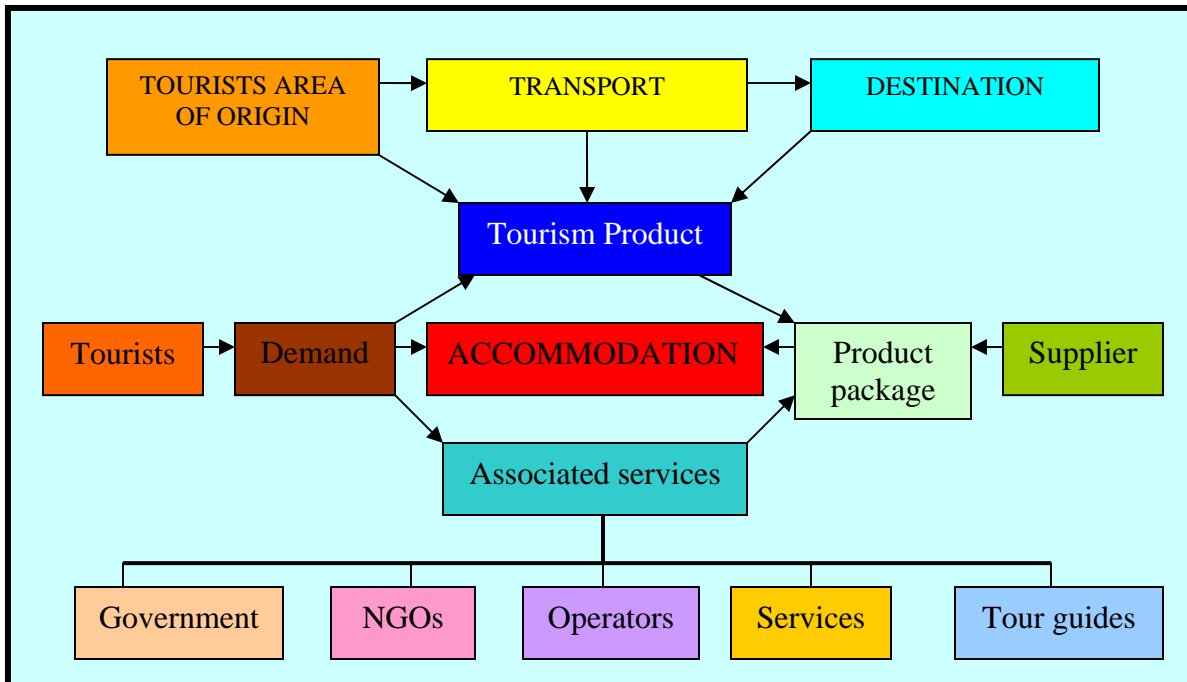 TOURISTS AREA
OF ORIGIN
TRANSPORT
DESTINATION
Tourism Product
Tourists
Demand
ACCOMMODATION
Product
package
Supplier
Associated services
Government
NGOs
Operators
Services
Tour guides